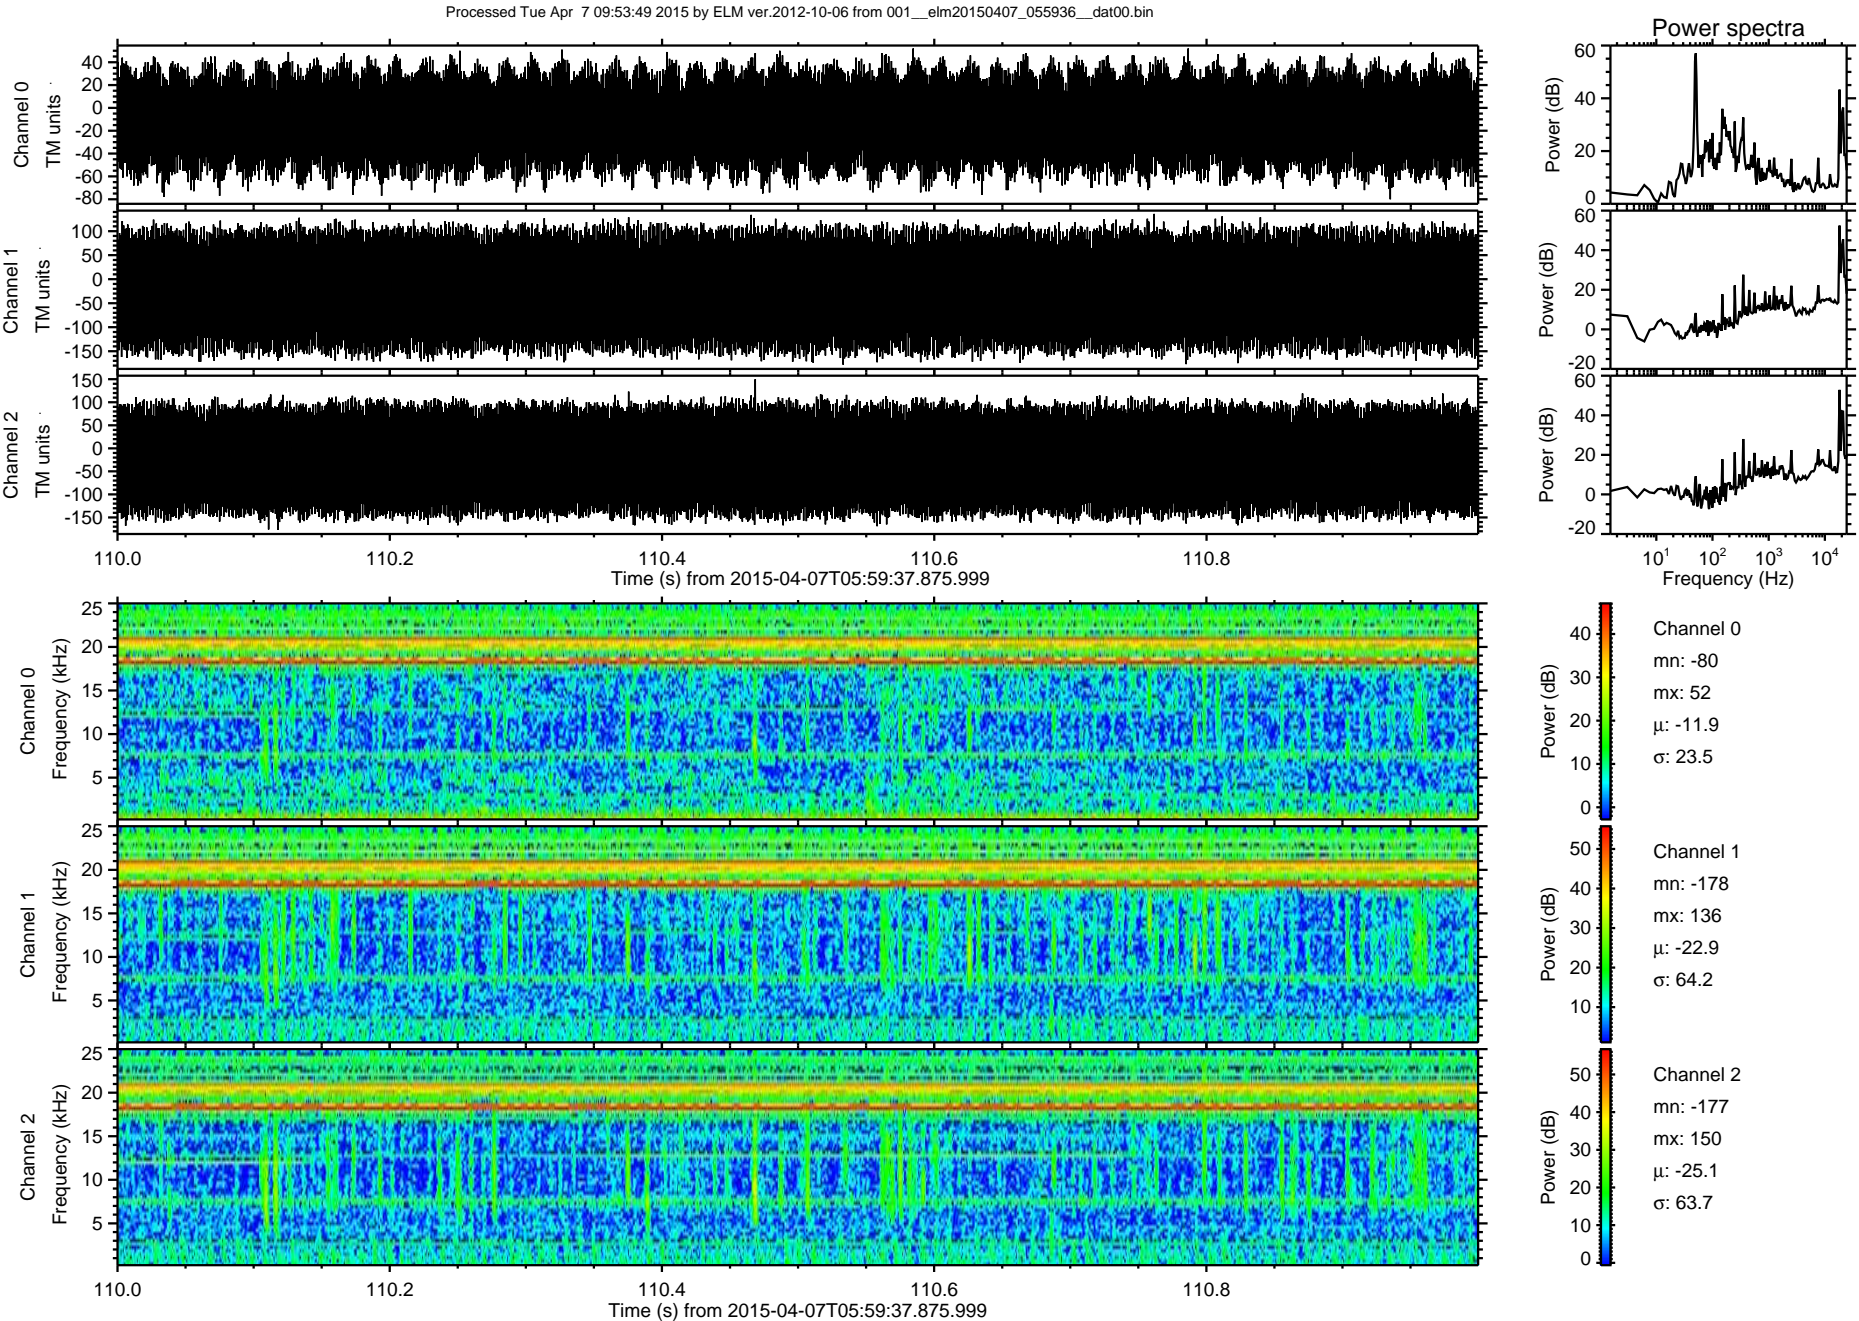 Processed Tue Apr  7 09:53:49 2015 by ELM ver.2012-10-06 from 001__elm20150407_055936__dat00.bin
Power spectra
Channel 0
TM units
40
20
0
-20
-40
-60
-80
Power (dB)
60
40
20
0
Channel 1
TM units
100
50
0
-50
-100
-150
Power (dB)
60
40
20
0
-20
Channel 2
TM units
150
100
50
0
-50
-100
-150
Power (dB)
60
40
20
0
-20
110.0 110.2 110.4 110.6 110.8
Time (s) from 2015-04-07T05:59:37.875.999
10^1 10^2 10^3 10^4
Frequency (Hz)
Channel 0
Frequency (kHz)
25
20
15
10
5
Power (dB)
40
30
20
10
0
Channel 0
mn: -80
mx: 52
μ: -11.9
σ: 23.5
Channel 1
Frequency (kHz)
25
20
15
10
5
Power (dB)
50
40
30
20
10
Channel 1
mn: -178
mx: 136
μ: -22.9
σ: 64.2
Channel 2
Frequency (kHz)
25
20
15
10
5
Power (dB)
50
40
30
20
10
0
Channel 2
mn: -177
mx: 150
μ: -25.1
σ: 63.7
110.0 110.2 110.4 110.6 110.8
Time (s) from 2015-04-07T05:59:37.875.999